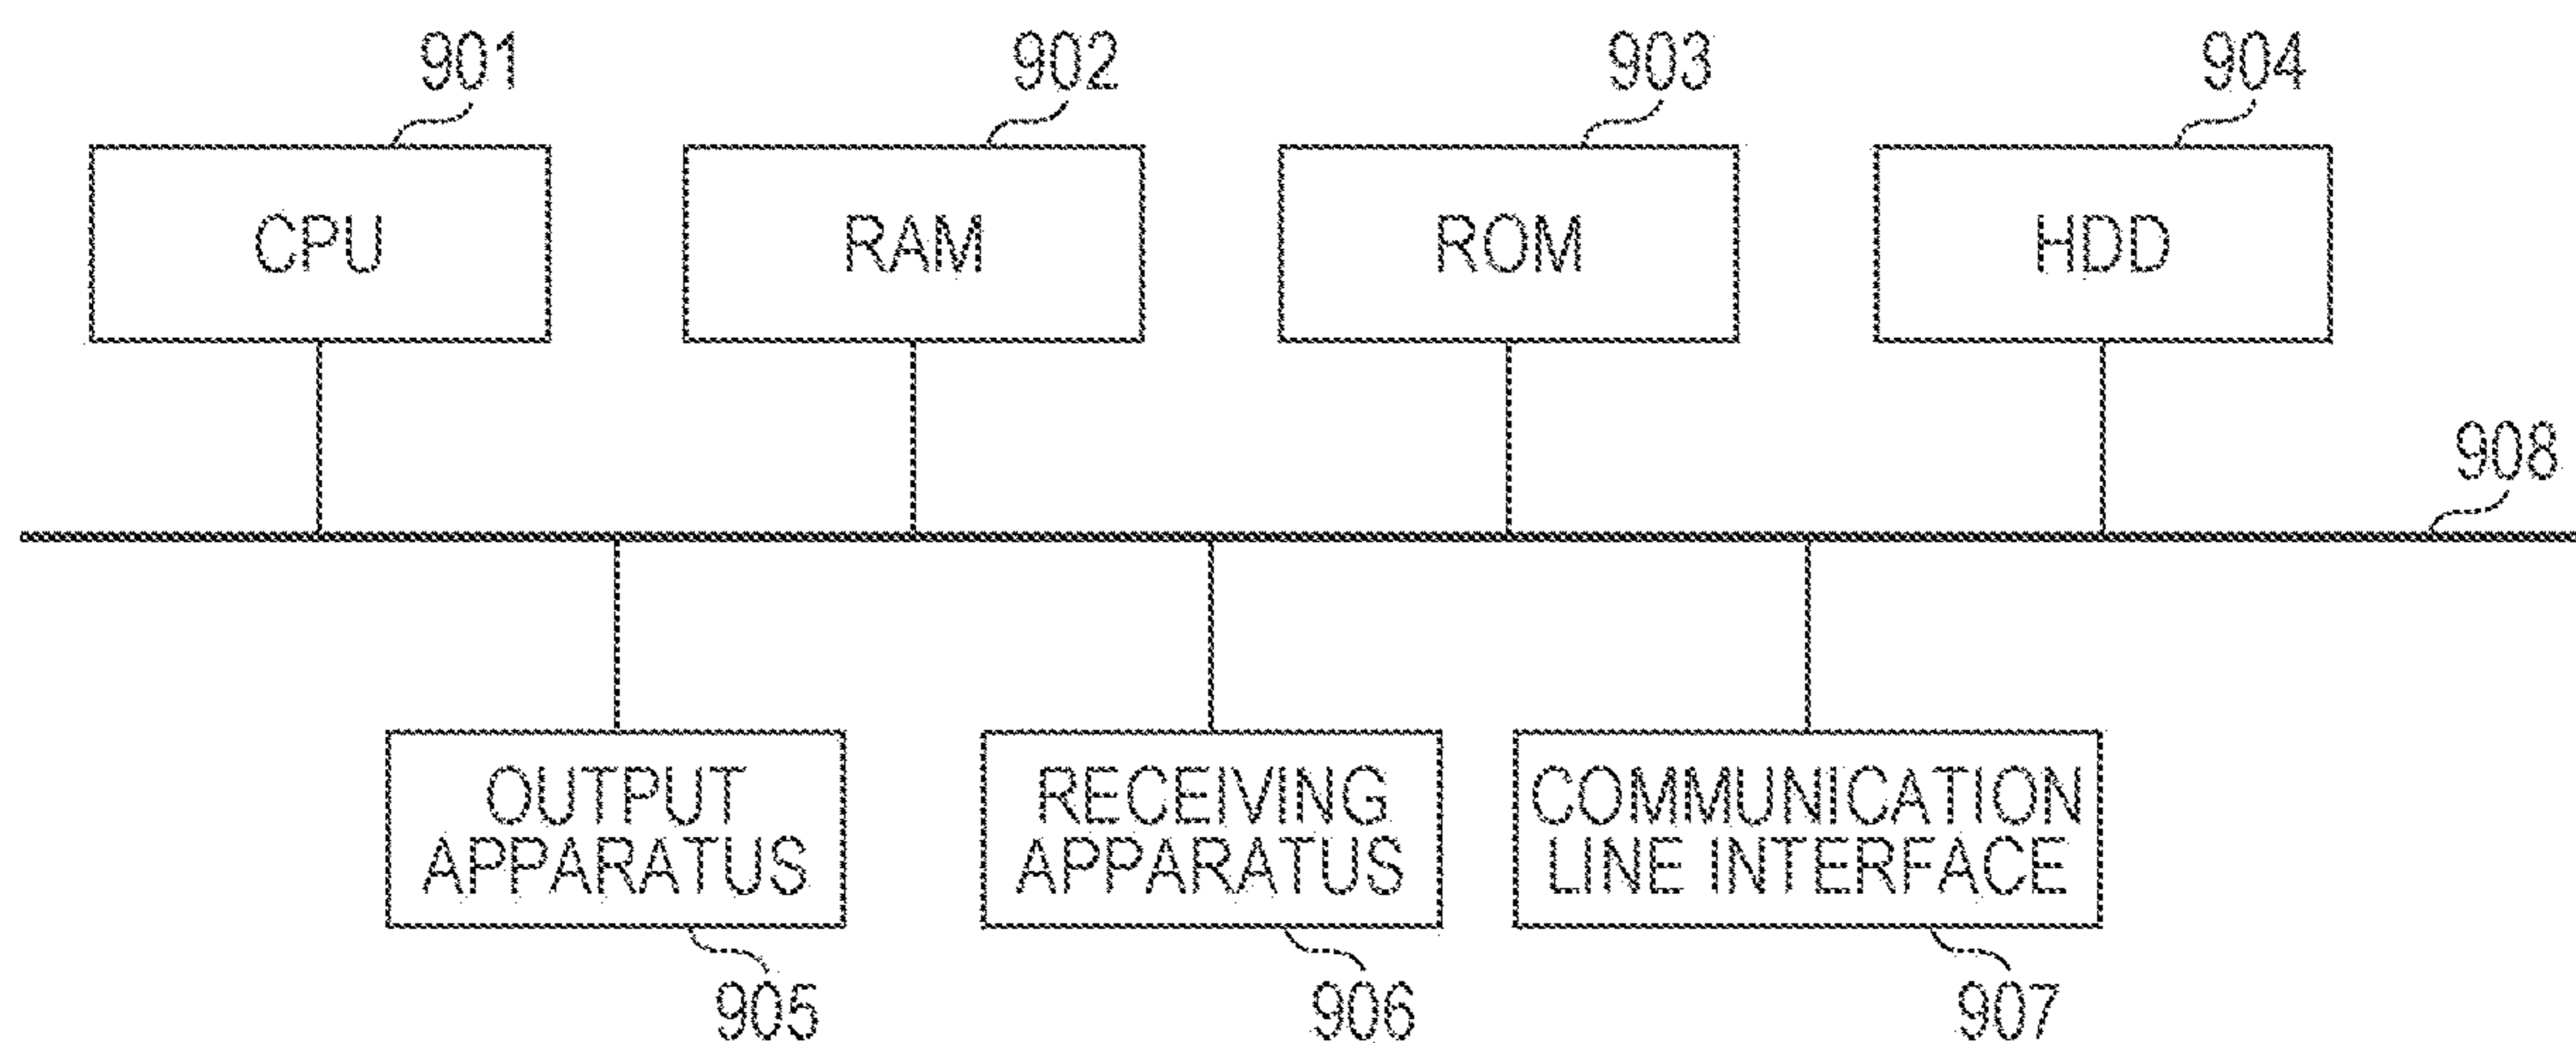 901
902
903
904
CPU
RAM
ROM
HDD
908
OUTPUT
APPARATUS
RECEIVING
APPARATUS
COMMUNICATION
LINE INTERFACE
905
906
907